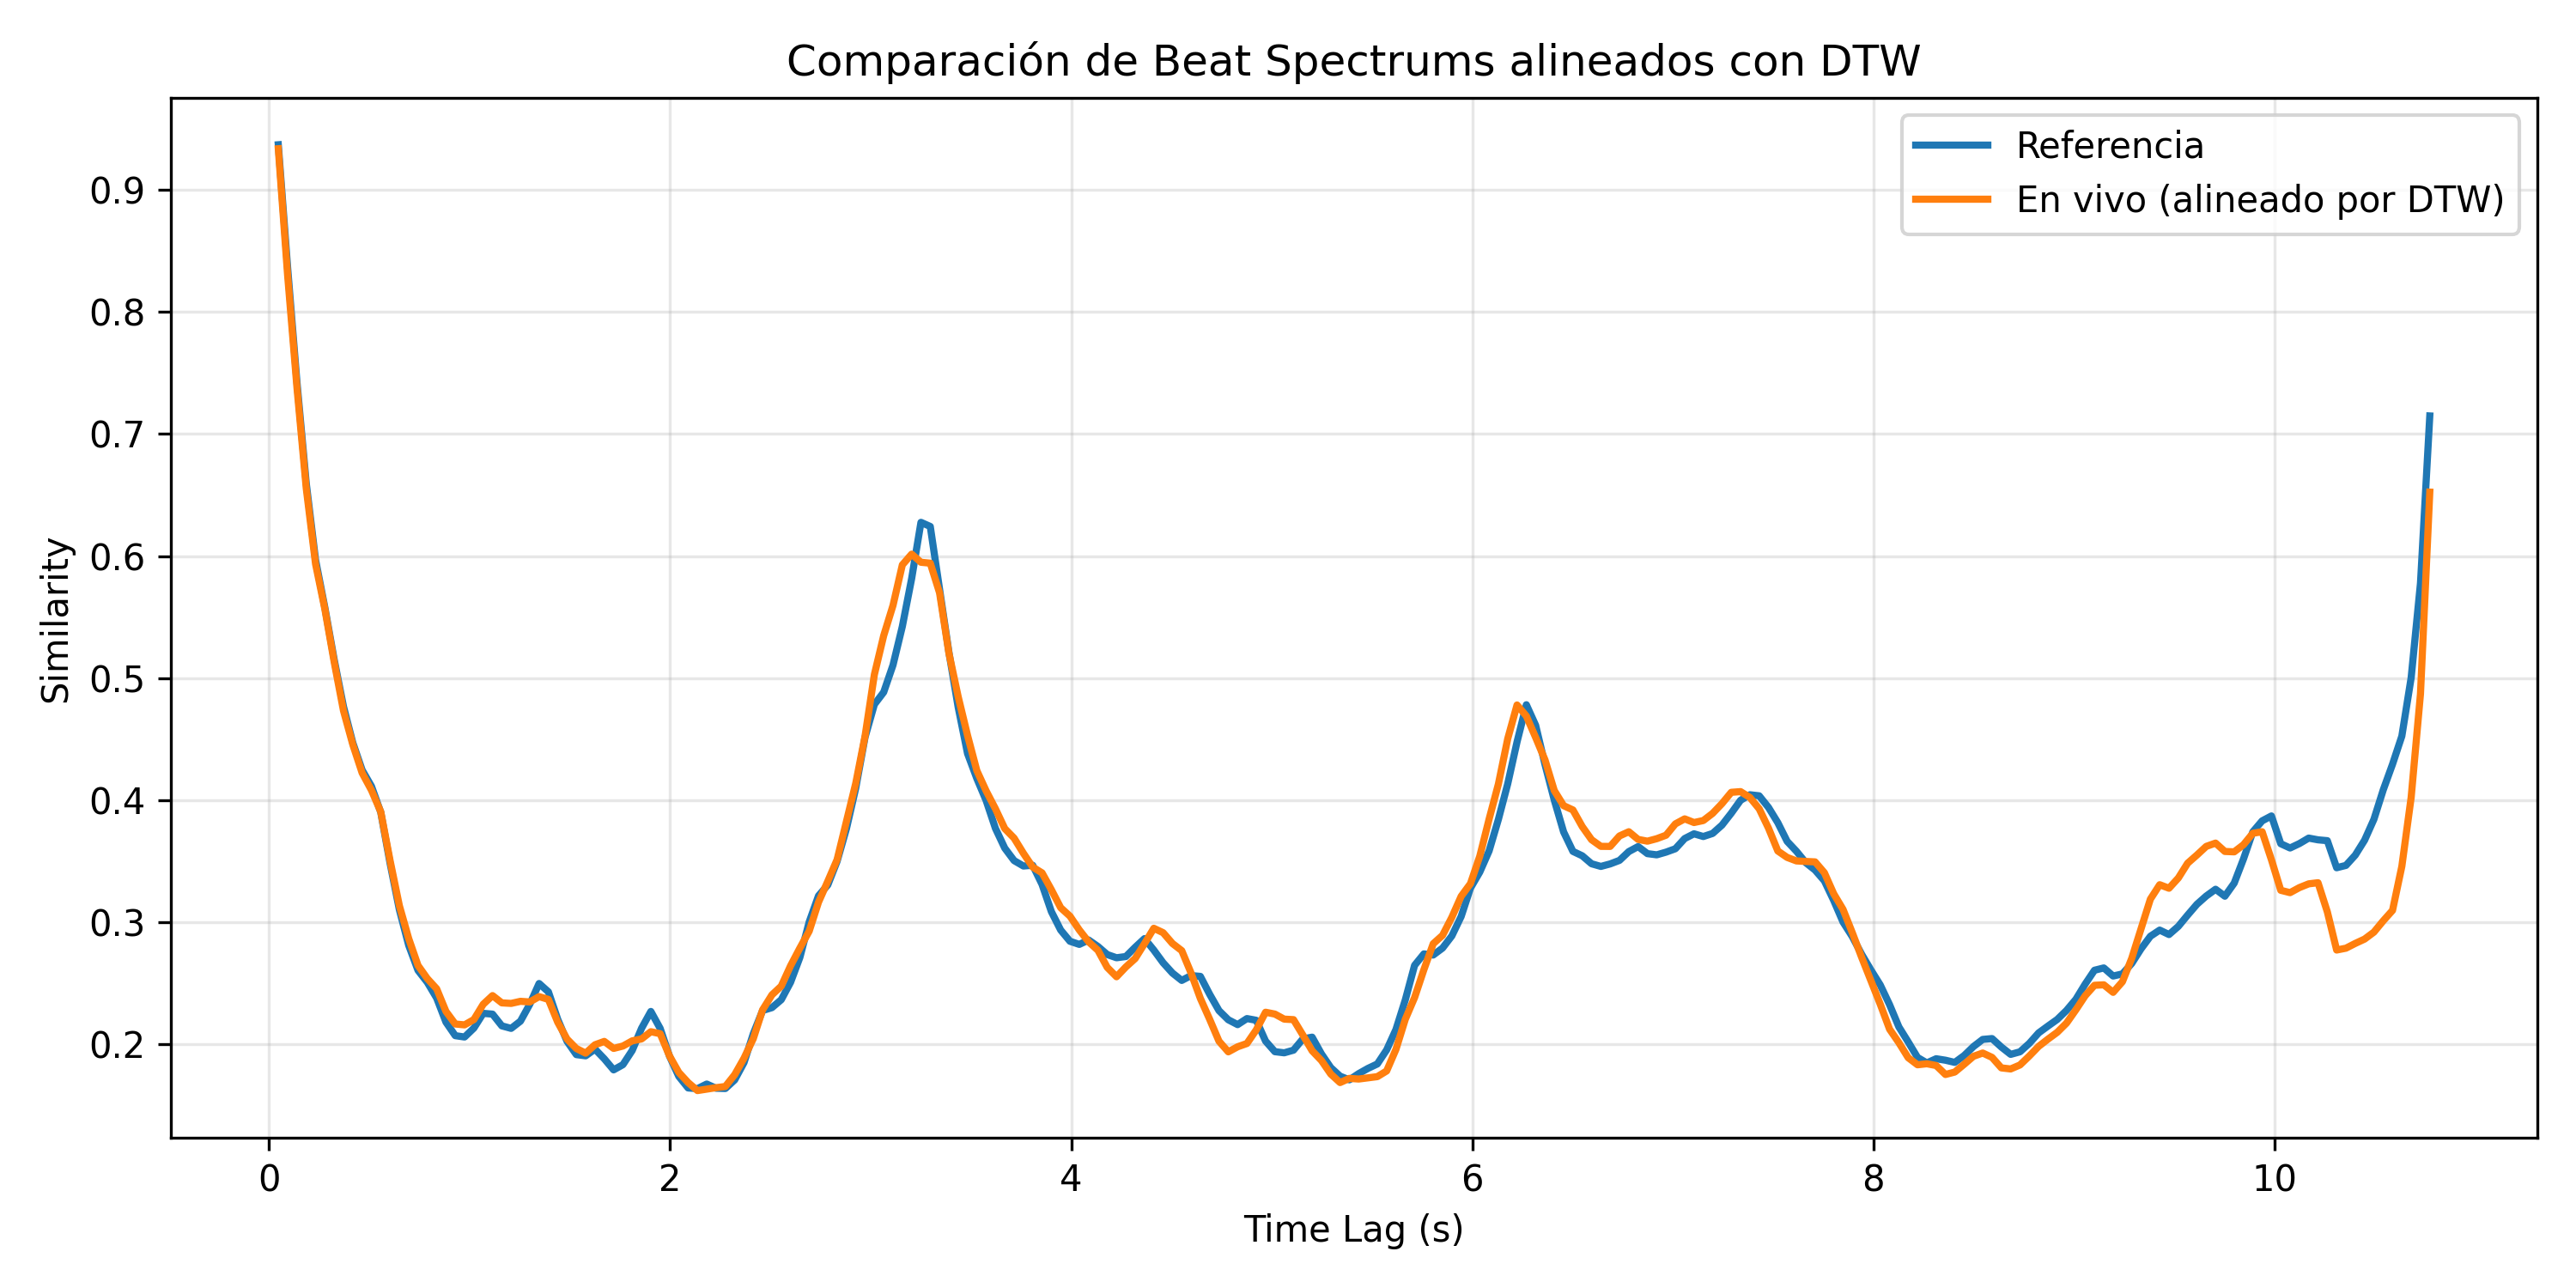 Comparación de Beat Spectrums alineados con DTW
Referencia
En vivo (alineado por DTW)
Similarity
0.9
0.8
0.7
0.6
0.5
0.4
0.3
0.2
0
2
4
6
8
10
Time Lag (s)